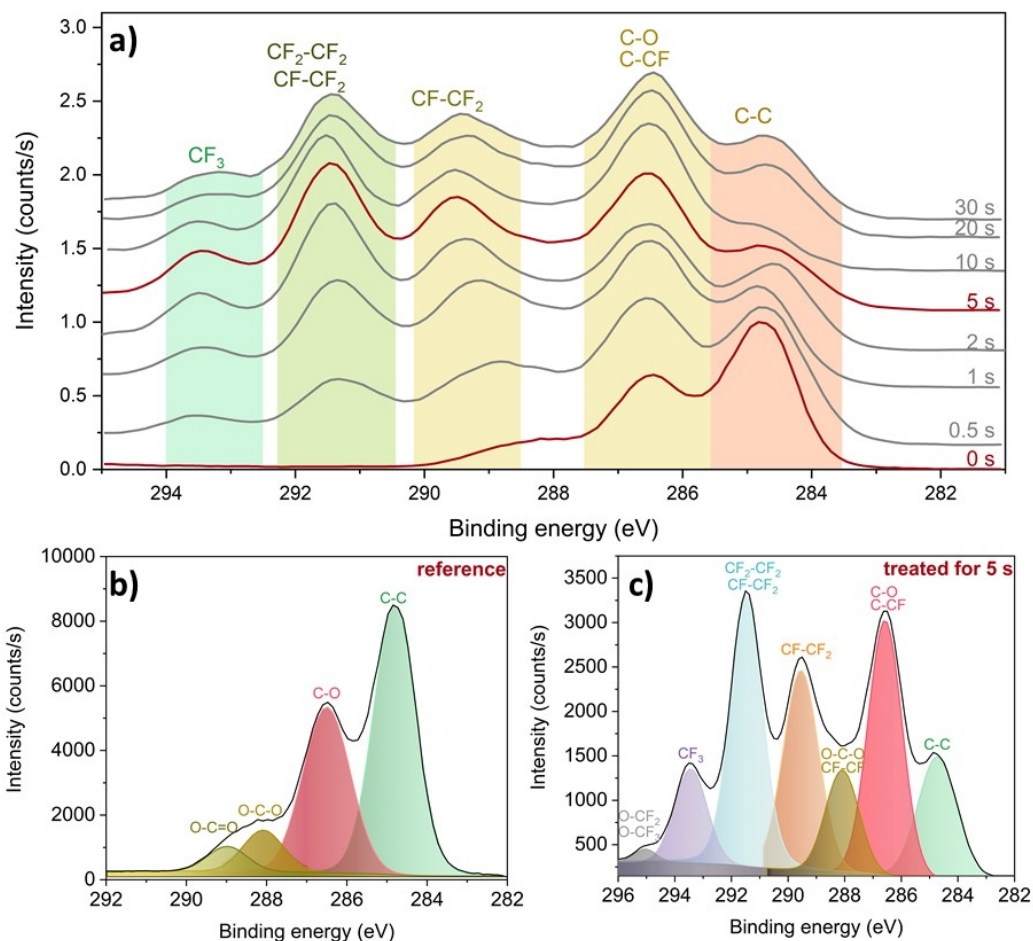 a)
3.0
2.5
2.0
1.5
1.0
0.5
0.0
Intensity (counts/s)
CF₃
CF₂-CF₂
CF-CF₂
CF-CF₂
C-O
C-CF
C-C
30 s
20 s
10 s
5 s
2 s
1 s
0.5 s
0 s
294 292 290 288 286 284 282
Binding energy (eV)
b)
reference
10000
8000
6000
4000
2000
0
Intensity (counts/s)
C-C
C-O
O-C-O
O-C=O
292 290 288 286 284 282
Binding energy (eV)
c)
treated for 5 s
3500
3000
2500
2000
1500
1000
500
Intensity (counts/s)
CF₂-CF₂
CF-CF₂
C-O
C-CF
CF-CF₂
CF₃
O-C-O
CF-CF
C-C
O-CF₂
O-CF₃
296 295 293 292 290 288 286 285 284 282
Binding energy (eV)